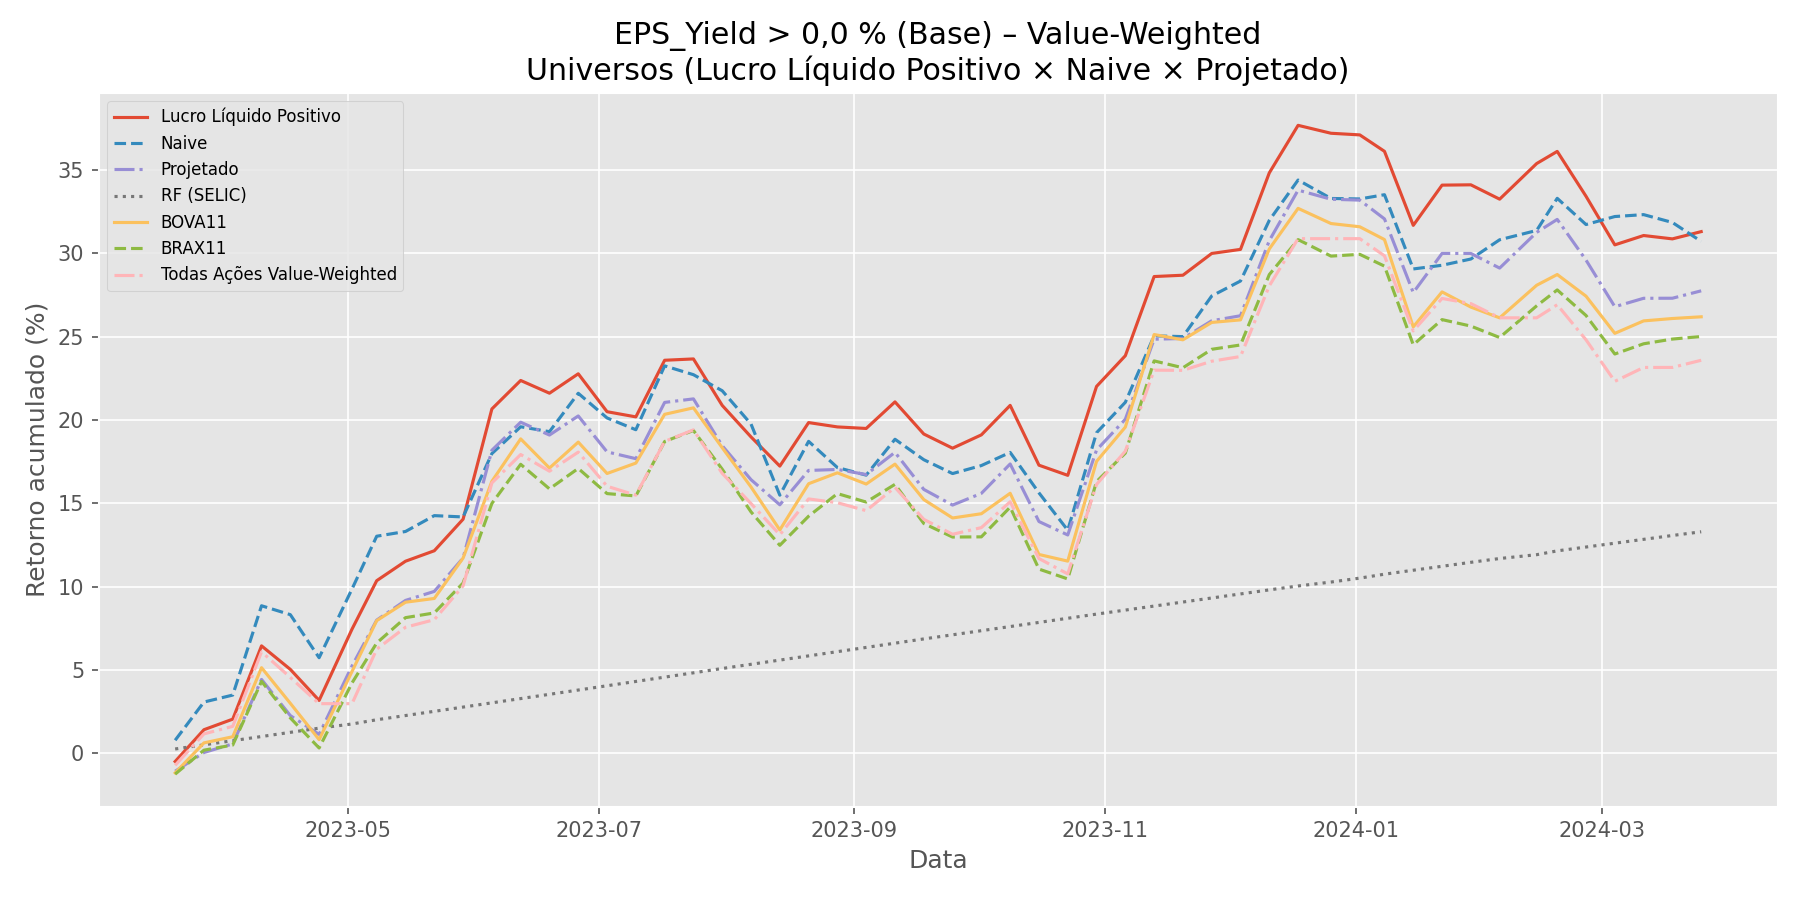 EPS_Yield > 0,0 % (Base) – Value-Weighted
Universos (Lucro Líquido Positivo × Naive × Projetado)
Lucro Líquido Positivo
Naive
Projetado
RF (SELIC)
BOVA11
BRAX11
Todas Ações Value-Weighted
Retorno acumulado (%)
35
30
25
20
15
10
5
0
2023-05
2023-07
2023-09
2023-11
2024-01
2024-03
Data